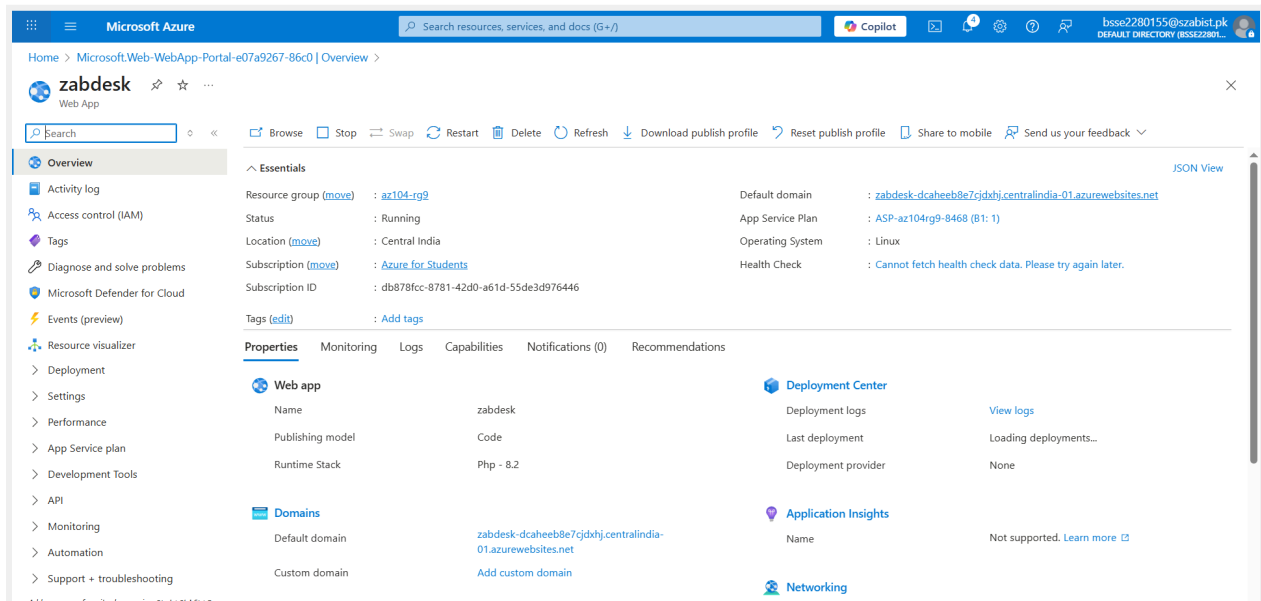 Microsoft Azure
Search resources, services, and docs (G+/)
Copilot
4
bsse2280155@szabist.pk
DEFAULT DIRECTORY (BSSE22801...
Home > Microsoft.Web-WebApp-Portal-e07a9267-86c0 | Overview >
zabdesk
Web App
Search
Browse Stop Swap Restart Delete Refresh Download publish profile Reset publish profile Share to mobile Send us your feedback
Overview
Activity log
Access control (IAM)
Tags
Diagnose and solve problems
Microsoft Defender for Cloud
Events (preview)
Resource visualizer
Deployment
Settings
Performance
App Service plan
Development Tools
API
Monitoring
Automation
Support + troubleshooting
Essentials
JSON View
Resource group (move) : az104-rg9
Status : Running
Location (move) : Central India
Subscription (move) : Azure for Students
Subscription ID : db878fcc-8781-42d0-a61d-55de3d976446
Tags (edit) : Add tags
Default domain : zabdesk-dcaheeb8e7cjdxhj.centralindia-01.azurewebsites.net
App Service Plan : ASP-az104rg9-8468 (B1: 1)
Operating System : Linux
Health Check : Cannot fetch health check data. Please try again later.
Properties Monitoring Logs Capabilities Notifications (0) Recommendations
Web app
Name zabdesk
Publishing model Code
Runtime Stack Php - 8.2
Domains
Default domain zabdesk-dcaheeb8e7cjdxhj.centralindia-
01.azurewebsites.net
Custom domain Add custom domain
Deployment Center
Deployment logs View logs
Last deployment Loading deployments...
Deployment provider None
Application Insights
Name Not supported. Learn more
Networking